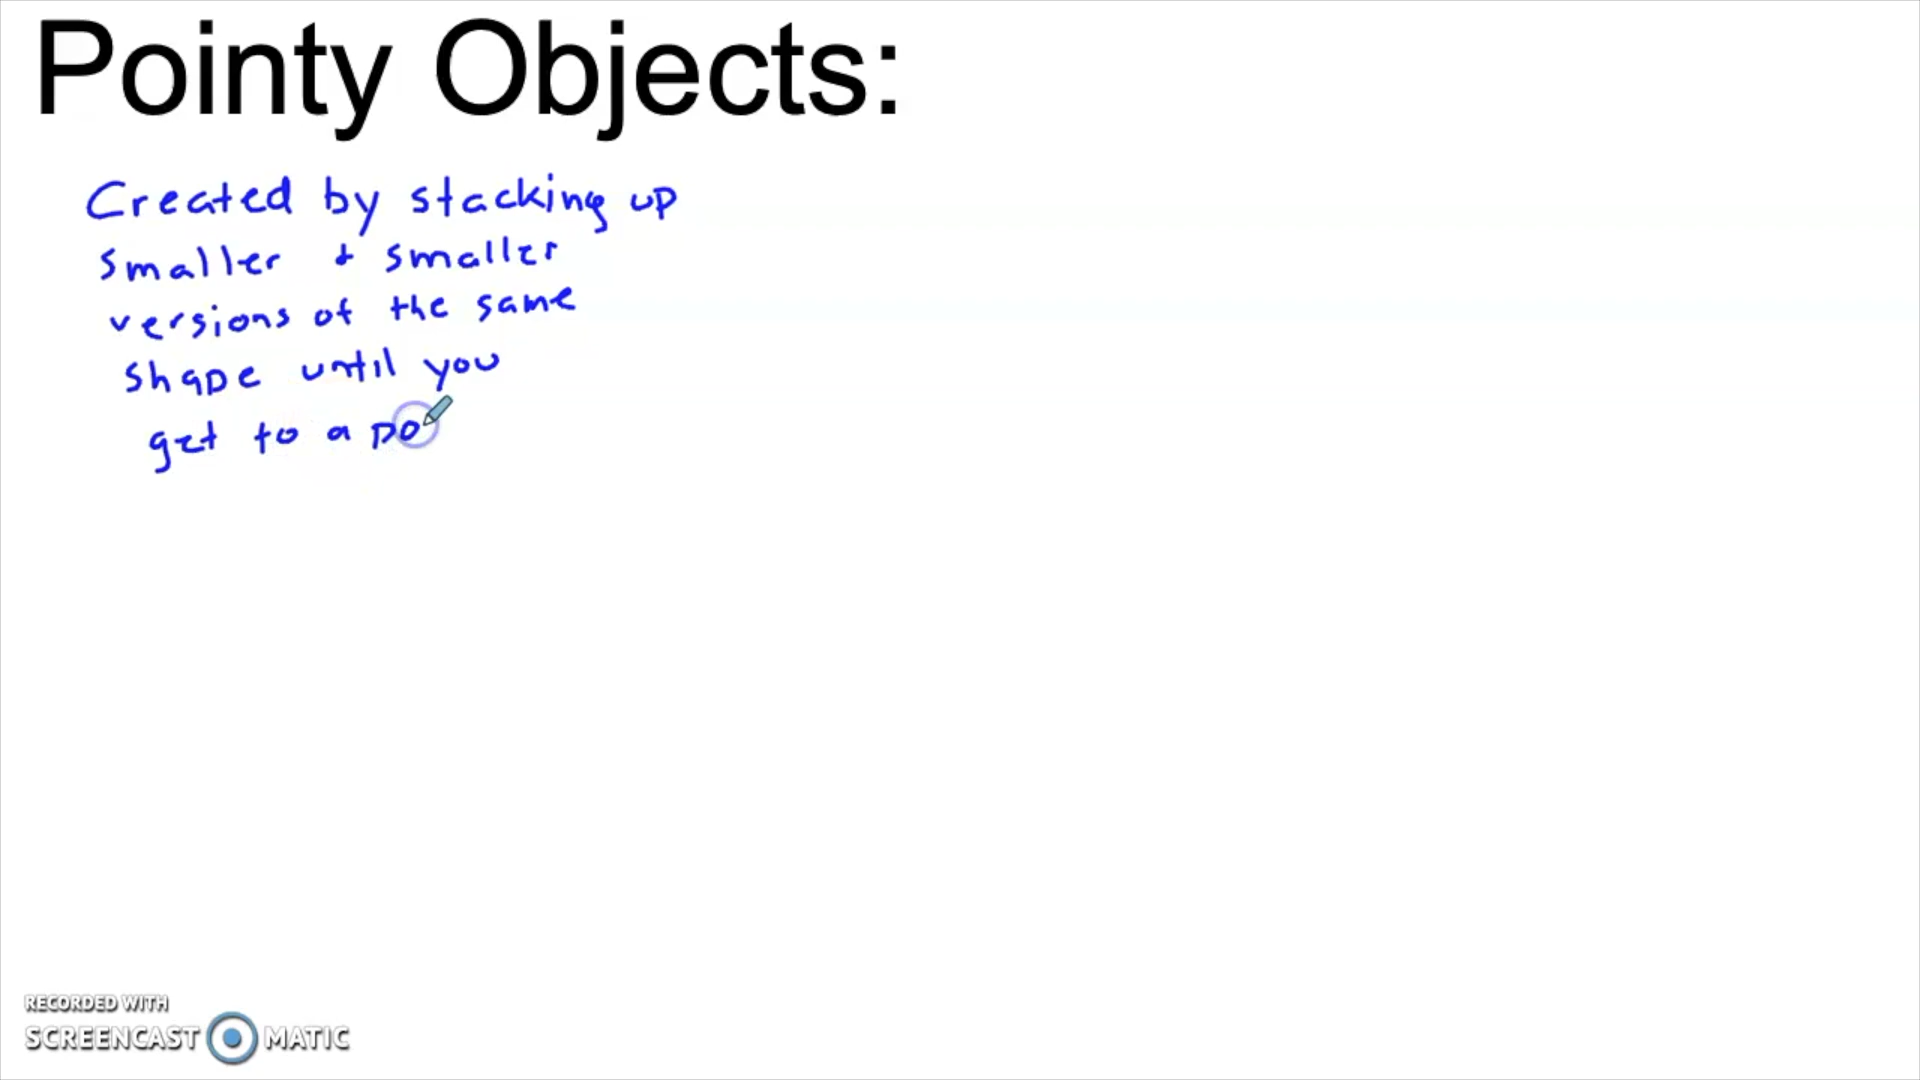 Pointy Objects:
Created by stacking up
smaller + smaller
versions of the same
shape until you
get to a po
RECORDED WITH
SCREENCAST MATIC